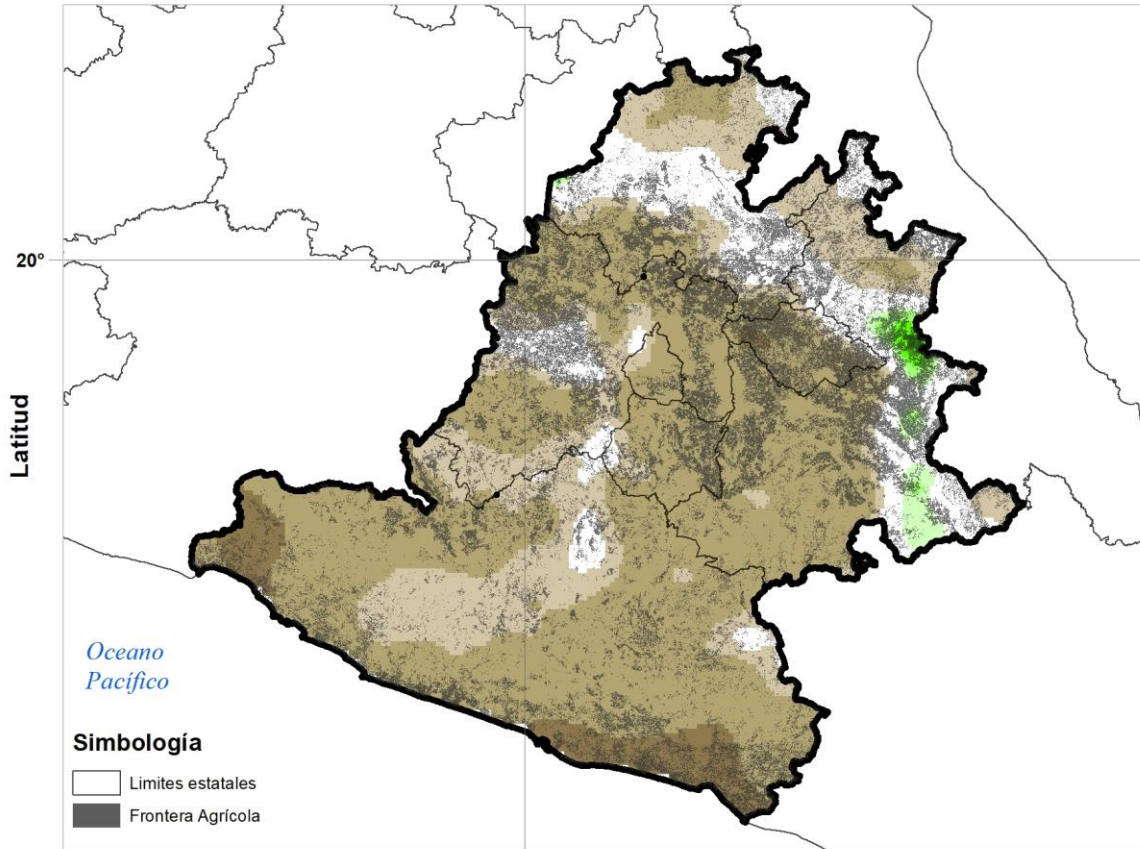 20°
Latitud
Oceano
Pacífico
Simbología
Limites estatales
Frontera Agrícola